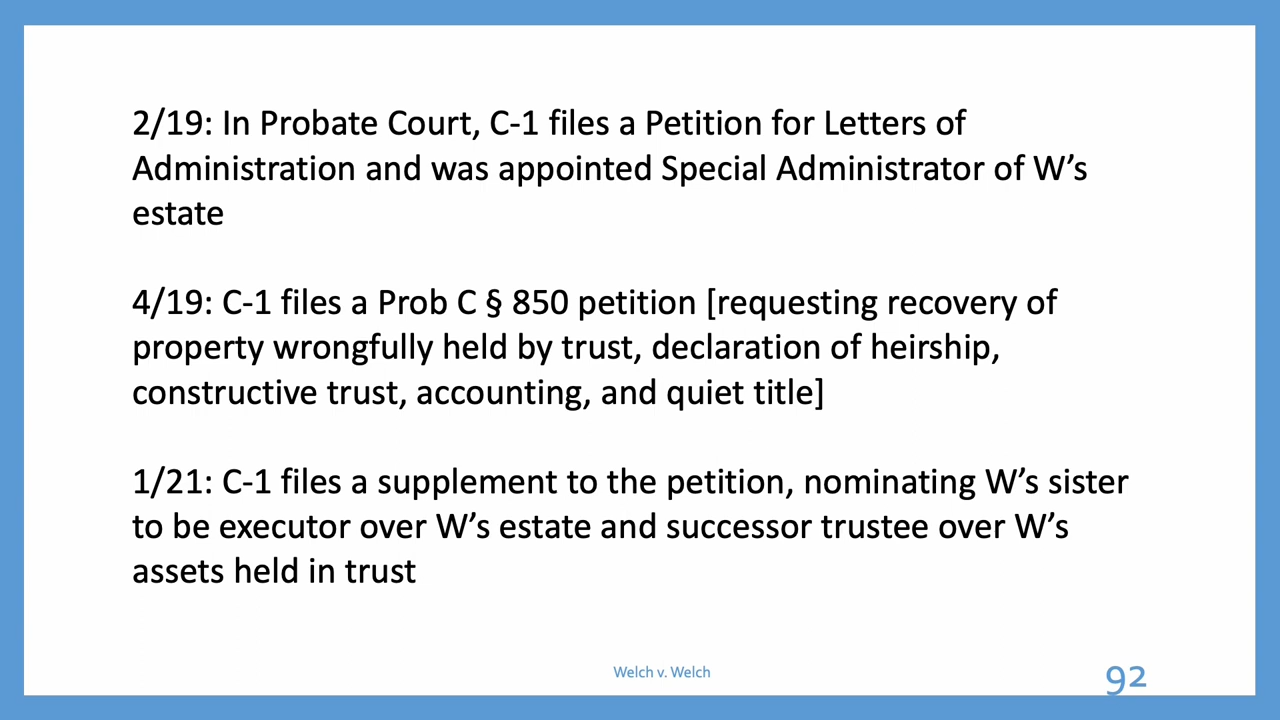 2/19: In Probate Court, C-1 files a Petition for Letters of
Administration and was appointed Special Administrator of W’s
estate
4/19: C-1 files a Prob C § 850 petition [requesting recovery of
property wrongfully held by trust, declaration of heirship,
constructive trust, accounting, and quiet title]
1/21: C-1 files a supplement to the petition, nominating W’s sister
to be executor over W’s estate and successor trustee over W’s
assets held in trust
Welch v. Welch
92